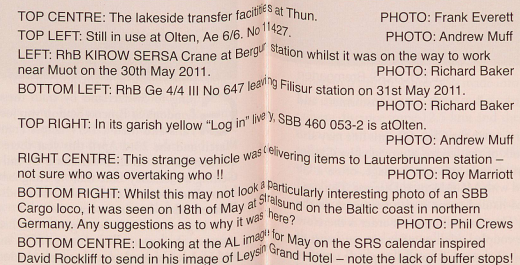 TOP CENTRE: The lakeside transfer facitities at Thun. PHOTO: Frank Everett
TOP LEFT: Still in use at Olten, Ae 6/6. No 11427. PHOTO: Andrew Muff
LEFT: RhB KIROW SERSA Crane at Bergun station whilst it was on the way to work
near Muot on the 30th May 2011. PHOTO: Richard Baker
BOTTOM LEFT: RhB Ge 4/4 III No 647 leaving Filisur station on 31st May 2011.
PHOTO: Richard Baker
TOP RIGHT: In its garish yellow “Log in” livery, SBB 460 053-2 is atOlten.
PHOTO: Andrew Muff
RIGHT CENTRE: This strange vehicle was delivering items to Lauterbrunnen station –
not sure who was overtaking who !! PHOTO: Roy Marriott
BOTTOM RIGHT: Whilst this may not look a particularly interesting photo of an SBB
Cargo loco, it was seen on 18th of May at Stralsund on the Baltic coast in northern
Germany. Any suggestions as to why it was here? PHOTO: Phil Crews
BOTTOM CENTRE: Looking at the AL image for May on the SRS calendar inspired
David Rockliff to send in his image of Leysin Grand Hotel – note the lack of buffer stops!